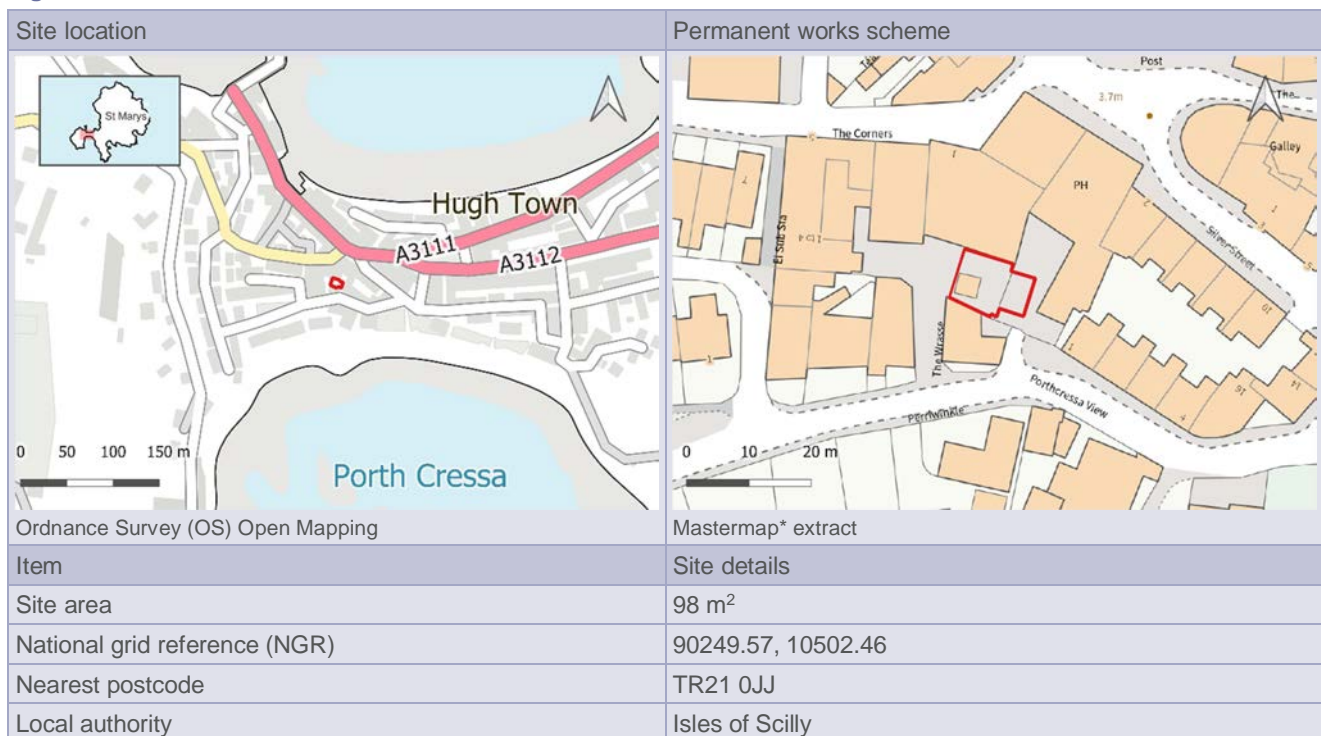 Site location
Permanent works scheme
St Marys
Hugh Town
A3111
A3112
0 50 100 150 m
Porth Cressa
Post
3.7m
The
The Corners
Galley
1
PH
Silver Street
El Sub Sta
The Wrasse
Porthcressa View
Perriwinkle
0 10 20 m
Ordnance Survey (OS) Open Mapping
Mastermap* extract
Item
Site details
Site area
98 m²
National grid reference (NGR)
90249.57, 10502.46
Nearest postcode
TR21 0JJ
Local authority
Isles of Scilly